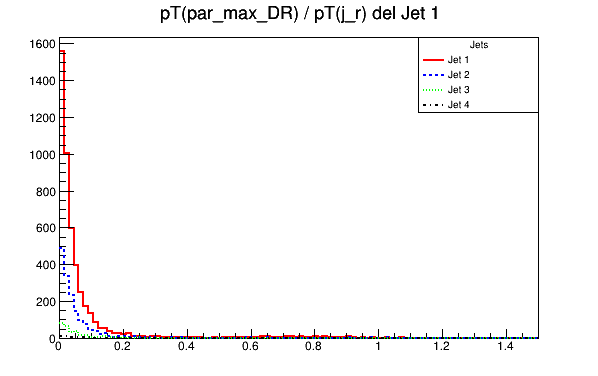 pT(par_max_DR) / pT(j_r) del Jet 1
Jets
Jet 1
Jet 2
Jet 3
Jet 4
1600
1400
1200
1000
800
600
400
200
0
0 0.2 0.4 0.6 0.8 1 1.2 1.4